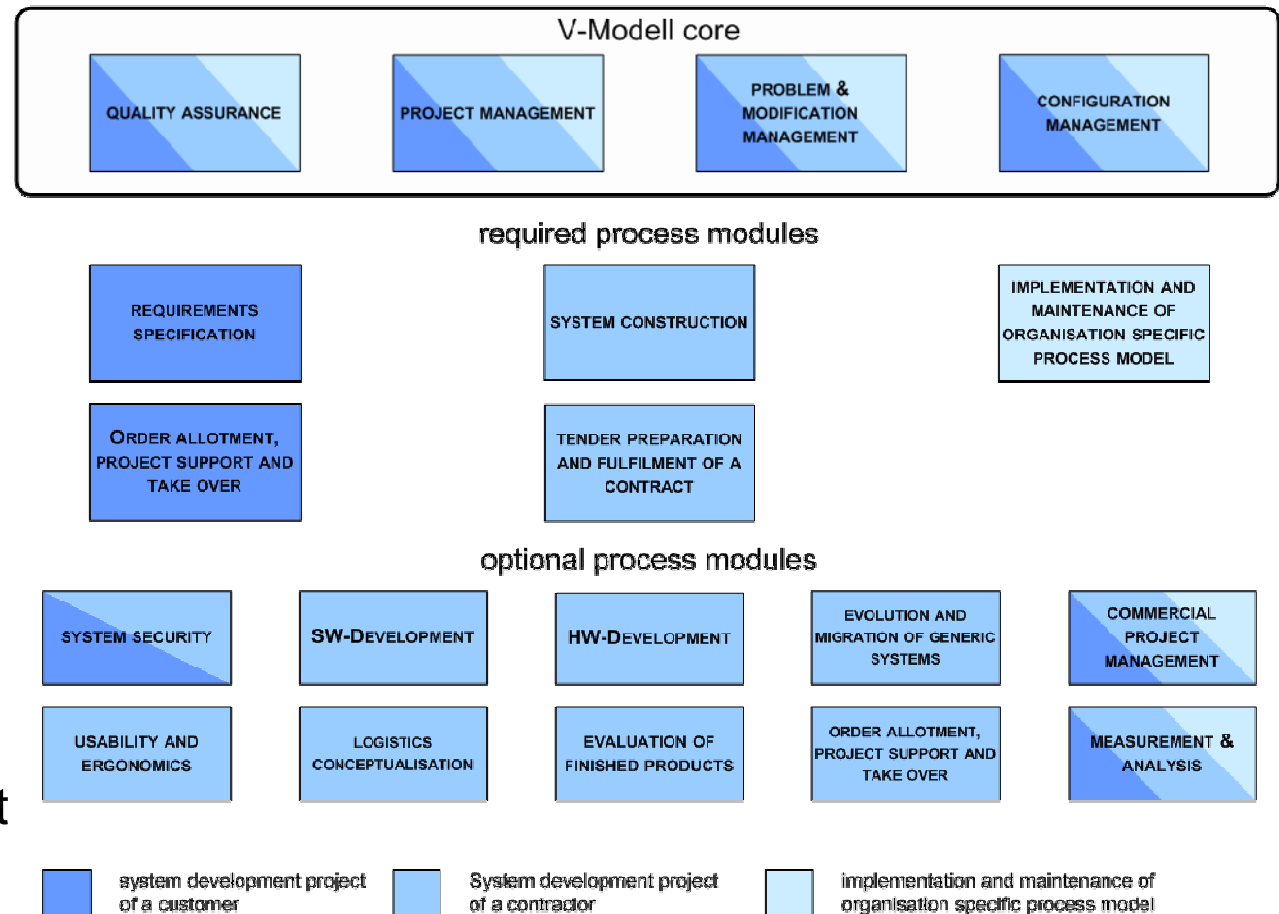 V-Modell core
QUALITY ASSURANCE
PROJECT MANAGEMENT
PROBLEM &
MODIFICATION
MANAGEMENT
CONFIGURATION
MANAGEMENT
required process modules
REQUIREMENTS
SPECIFICATION
SYSTEM CONSTRUCTION
IMPLEMENTATION AND
MAINTENANCE OF
ORGANISATION SPECIFIC
PROCESS MODEL
ORDER ALLOTMENT,
PROJECT SUPPORT AND
TAKE OVER
TENDER PREPARATION
AND FULFILMENT OF A
CONTRACT
optional process modules
SYSTEM SECURITY
SW-DEVELOPMENT
HW-DEVELOPMENT
EVOLUTION AND
MIGRATION OF GENERIC
SYSTEMS
COMMERCIAL
PROJECT
MANAGEMENT
USABILITY AND
ERGONOMICS
LOGISTICS
CONCEPTUALISATION
EVALUATION OF
FINISHED PRODUCTS
ORDER ALLOTMENT,
PROJECT SUPPORT AND
TAKE OVER
MEASUREMENT &
ANALYSIS
t
system development project
of a customer
System development project
of a contractor
implementation and maintenance of
organisation specific process model